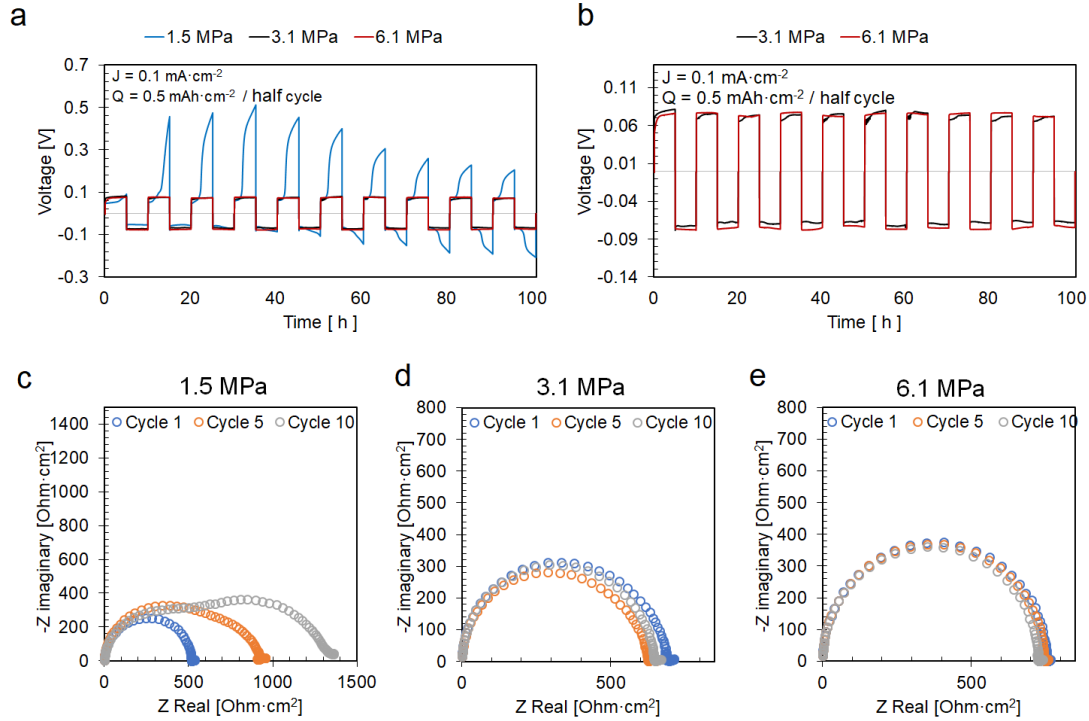 a
1.5 MPa 3.1 MPa 6.1 MPa
J = 0.1 mA·cm-2
Q = 0.5 mAh·cm-2 / half cycle
Voltage [V]
0.7
0.5
0.3
0.1
-0.1
-0.3
0 20 40 60 80 100
Time [ h ]
b
3.1 MPa 6.1 MPa
J = 0.1 mA·cm-2
Q = 0.5 mAh·cm-2 / half cycle
Voltage [V]
0.11
0.06
0.01
-0.04
-0.09
-0.14
0 20 40 60 80 100
Time [ h ]
c
1.5 MPa
Cycle 1 Cycle 5 Cycle 10
-Z imaginary [Ohm·cm2]
1400
1200
1000
800
600
400
200
0
0 500 1000 1500
Z Real [Ohm·cm2]
d
3.1 MPa
Cycle 1 Cycle 5 Cycle 10
-Z imaginary [Ohm·cm2]
800
700
600
500
400
300
200
100
0
0 500
Z Real [Ohm·cm2]
e
6.1 MPa
Cycle 1 Cycle 5 Cycle 10
-Z imaginary [Ohm·cm2]
800
700
600
500
400
300
200
100
0
0 500
Z Real [Ohm·cm2]